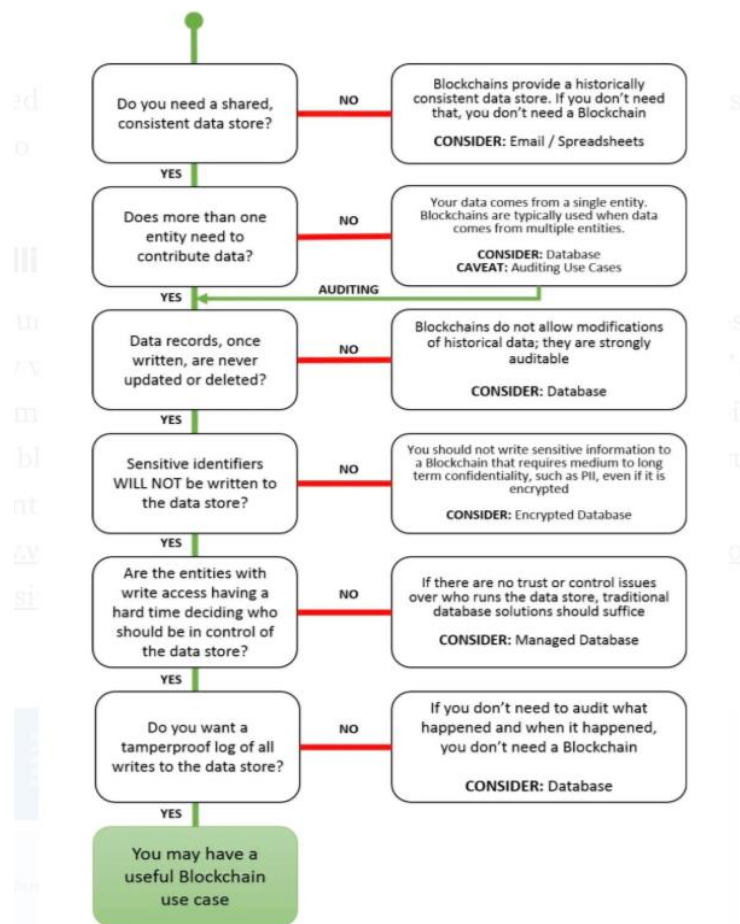 Do you need a shared,
consistent data store?
NO
Blockchains provide a historically
consistent data store. If you don't need
that, you don't need a Blockchain
CONSIDER: Email / Spreadsheets
YES
Does more than one
entity need to
contribute data?
NO
Your data comes from a single entity.
Blockchains are typically used when data
comes from multiple entities.
CONSIDER: Database
CAVEAT: Auditing Use Cases
AUDITING
YES
Data records, once
written, are never
updated or deleted?
NO
Blockchains do not allow modifications
of historical data; they are strongly
auditable
CONSIDER: Database
YES
Sensitive identifiers
WILL NOT be written to
the data store?
NO
You should not write sensitive information to
a Blockchain that requires medium to long
term confidentiality, such as PII, even if it is
encrypted
CONSIDER: Encrypted Database
YES
Are the entities with
write access having a
hard time deciding who
should be in control of
the data store?
NO
If there are no trust or control issues
over who runs the data store, traditional
database solutions should suffice
CONSIDER: Managed Database
YES
Do you want a
tamperproof log of all
writes to the data store?
NO
If you don't need to audit what
happened and when it happened,
you don't need a Blockchain
CONSIDER: Database
YES
You may have a
useful Blockchain
use case